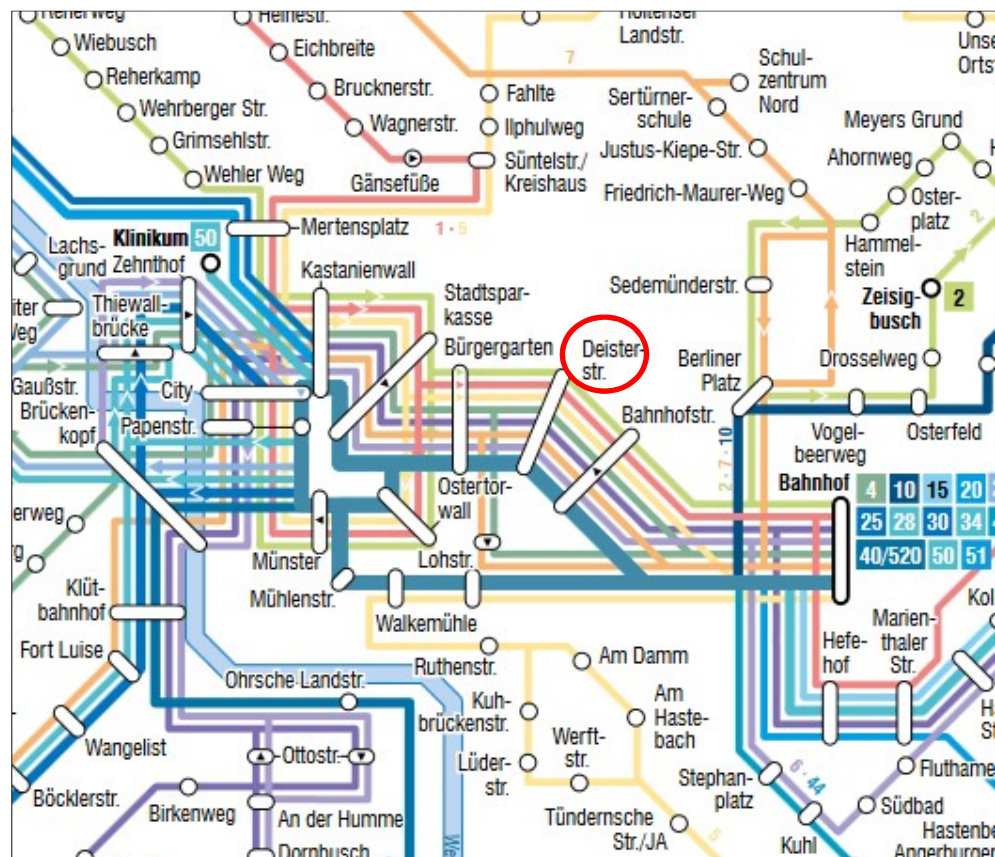 Heinestr.
Wiebusch
Eichbreite
Landstr.
7
Schul-
zentrum
Nord
Reherkamp
Brucknerstr.
Fahlte
Sertürner-
schule
Wehrberger Str.
Wagnerstr.
Ilphulweg
Meyers Grund
Grimsehlstr.
Gänsefüße
Süntelstr./
Kreishaus
Justus-Kiepe-Str.
Ahornweg
Wehler Weg
Friedrich-Maurer-Weg
Oster-
platz
Mertensplatz
1 · 5
2
Lachs-
grund
Klinikum 50
Zehnthof
Kastanienwall
Hammel-
stein
Sedemünderstr.
Thiewall-
brücke
Stadtspar-
kasse
Zeisig-
busch
2
Weg
Bürgergarten
Deister-
str.
Berliner
Platz
Drosselweg
Gaußstr.
City
Brücken-
kopf
Papenstr.
Bahnhofstr.
Vogel-
beerweg
Osterfeld
2 · 7 · 10
Bahnhof
4 10 15 20
25 28 30 34
40/520 50 51
Ostertor-
wall
Münster
Lohstr.
Mühlenstr.
Klüt-
bahnhof
Walkemühle
Hefe-
hof
Marien-
thaler
Str.
Fort Luise
Ruthenstr.
Am Damm
Ohrsche Landstr.
Kuh-
brückenstr.
Am
Haste-
bach
Wangelist
Ottostr.
Werft-
str.
Lüder-
str.
Stephan-
platz
6 · 44
Böcklerstr.
Birkenweg
An der Humme
Tündernsche
Str./JA
5
Südbad
Kuhl
Dornbusch